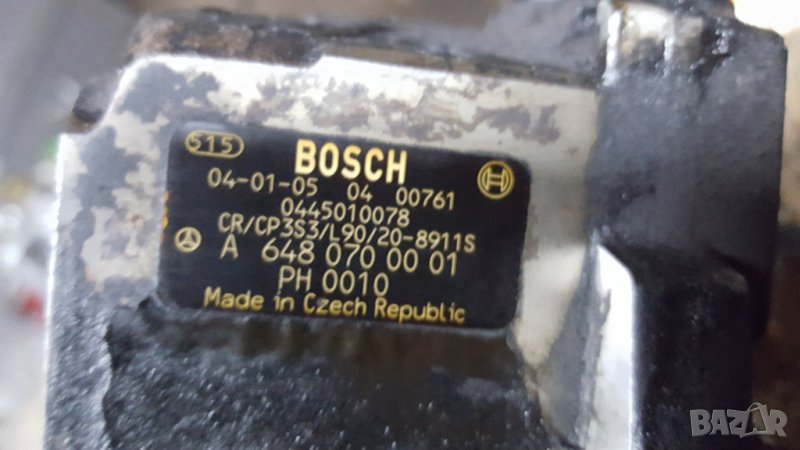 615 BOSCH
04-01-05 04 00761
0445010078
CR/CP3S3/L90/20-8911S
A 648 070 00 01
PH 0010
Made in Czech Republic
BAZAR